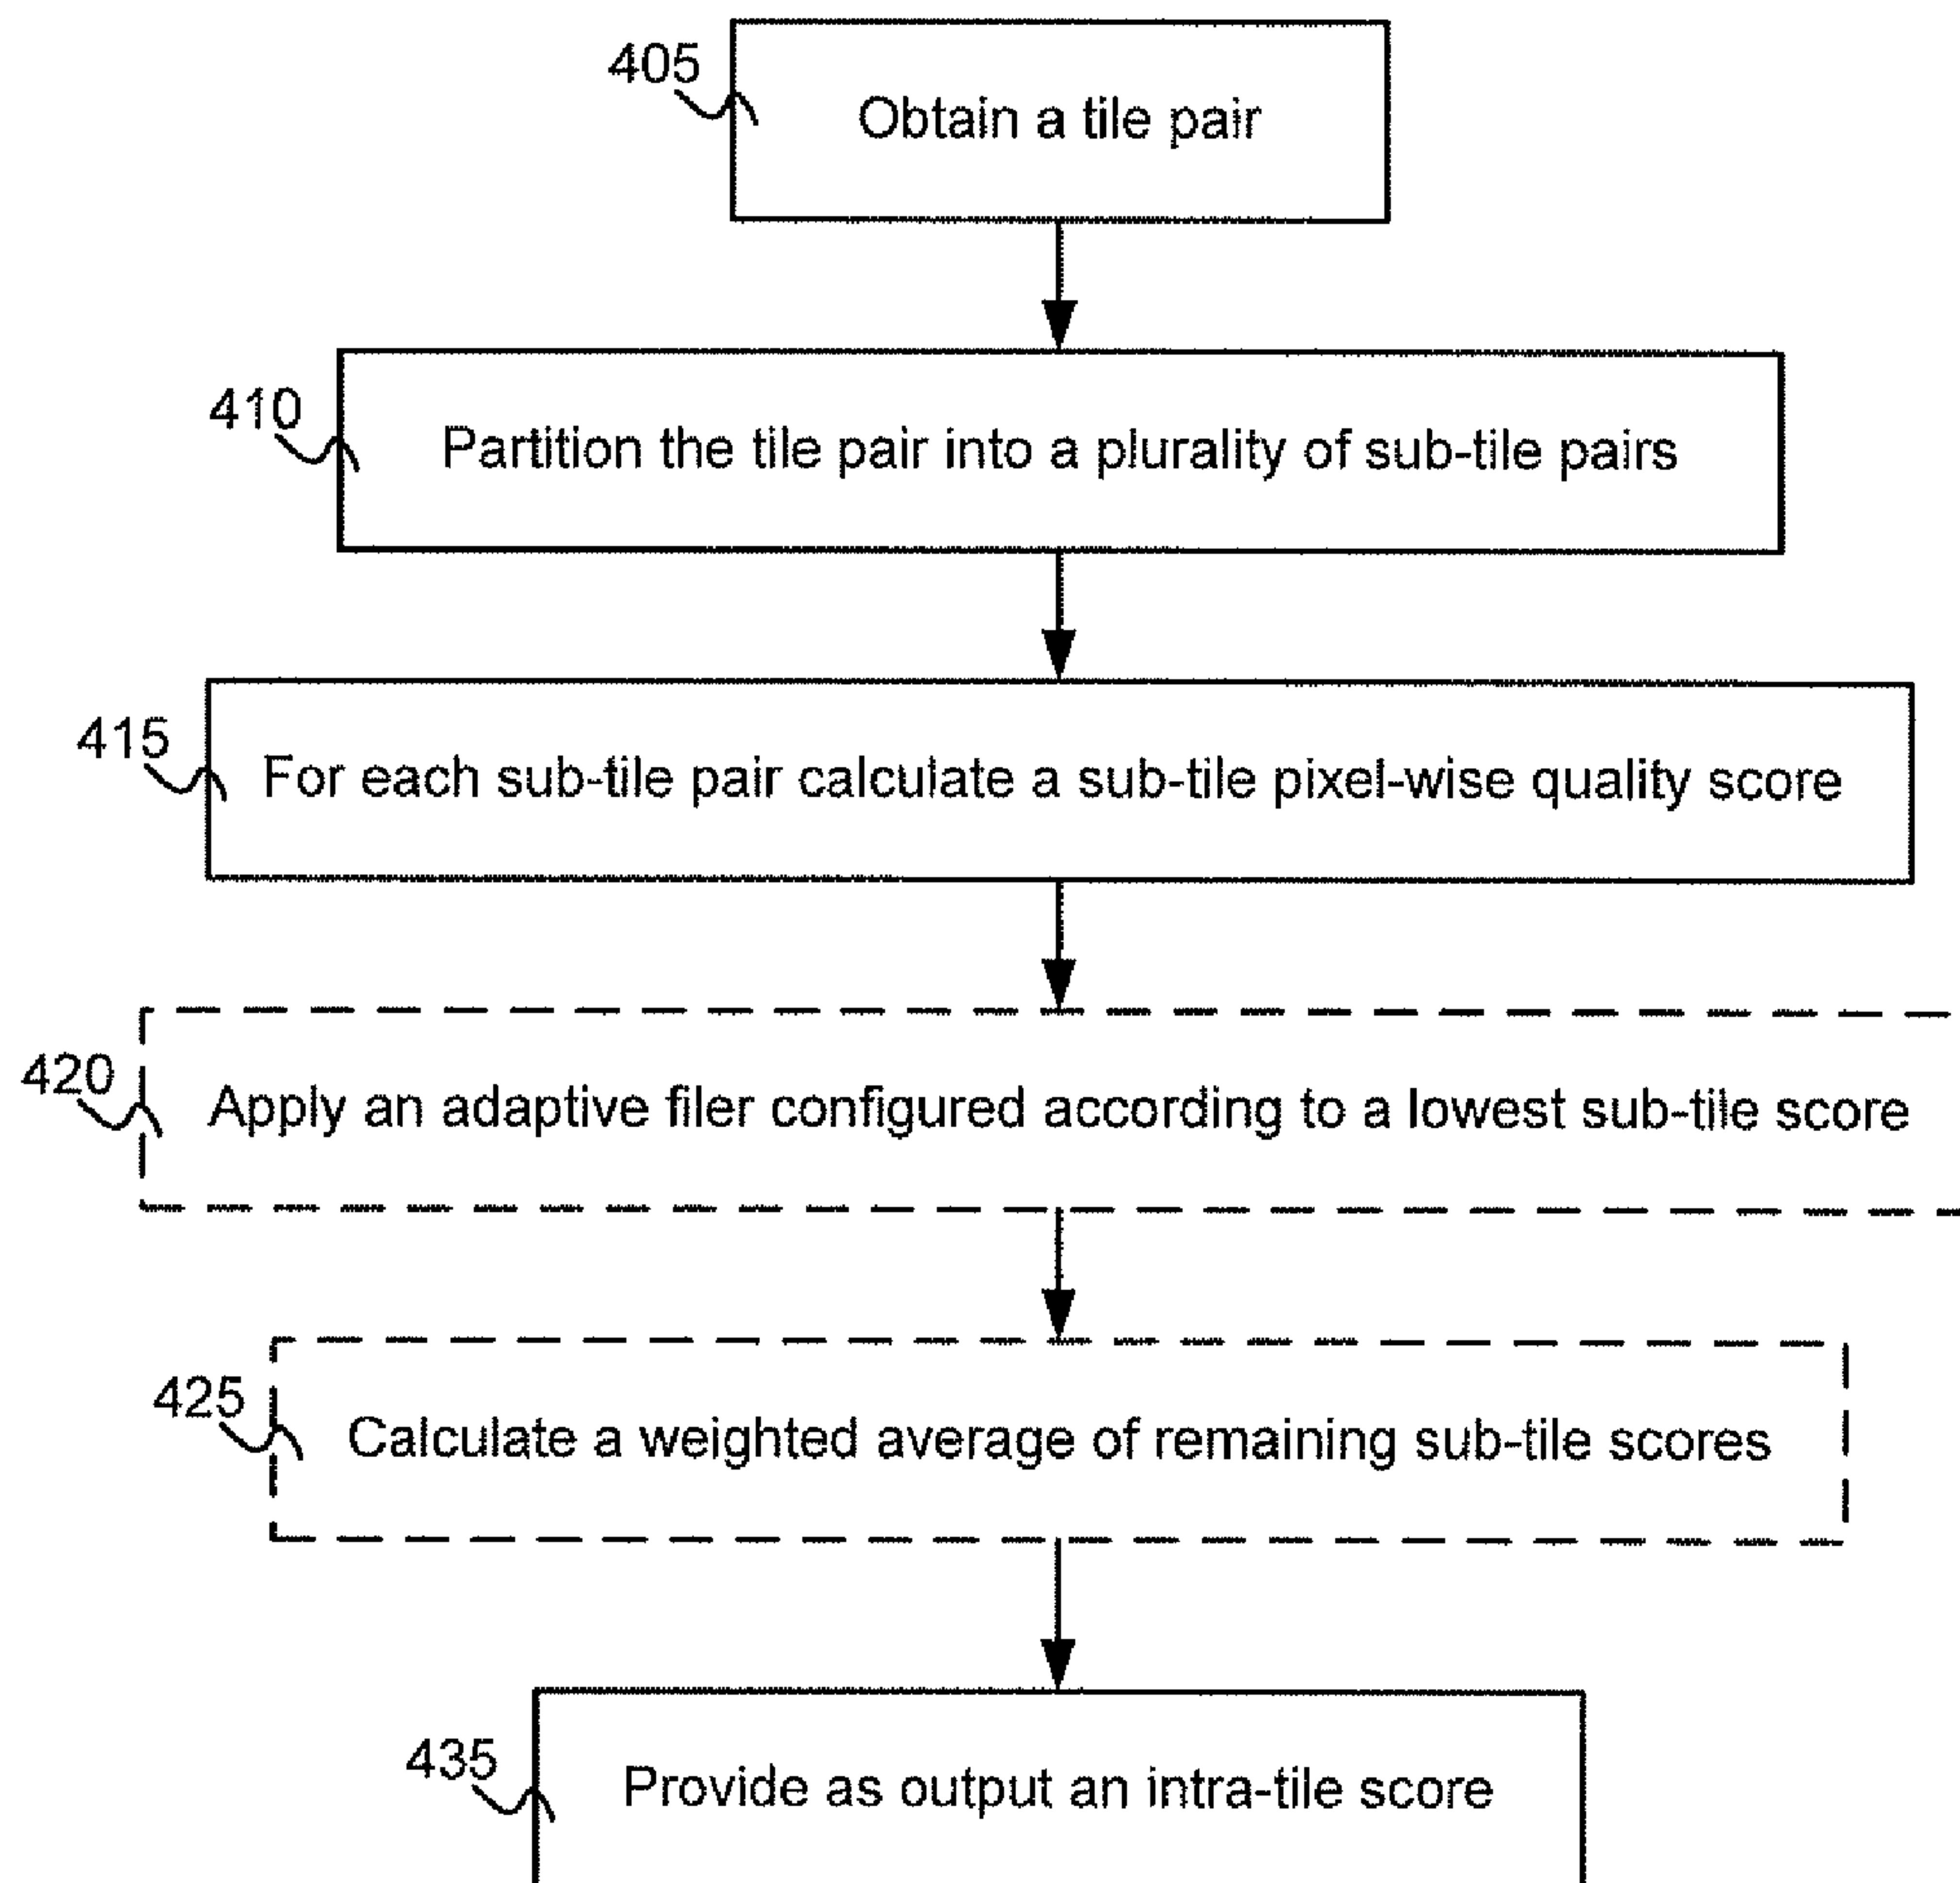 405
Obtain a tile pair
410
Partition the tile pair into a plurality of sub-tile pairs
415
For each sub-tile pair calculate a sub-tile pixel-wise quality score
420
Apply an adaptive filer configured according to a lowest sub-tile score
425
Calculate a weighted average of remaining sub-tile scores
435
Provide as output an intra-tile score